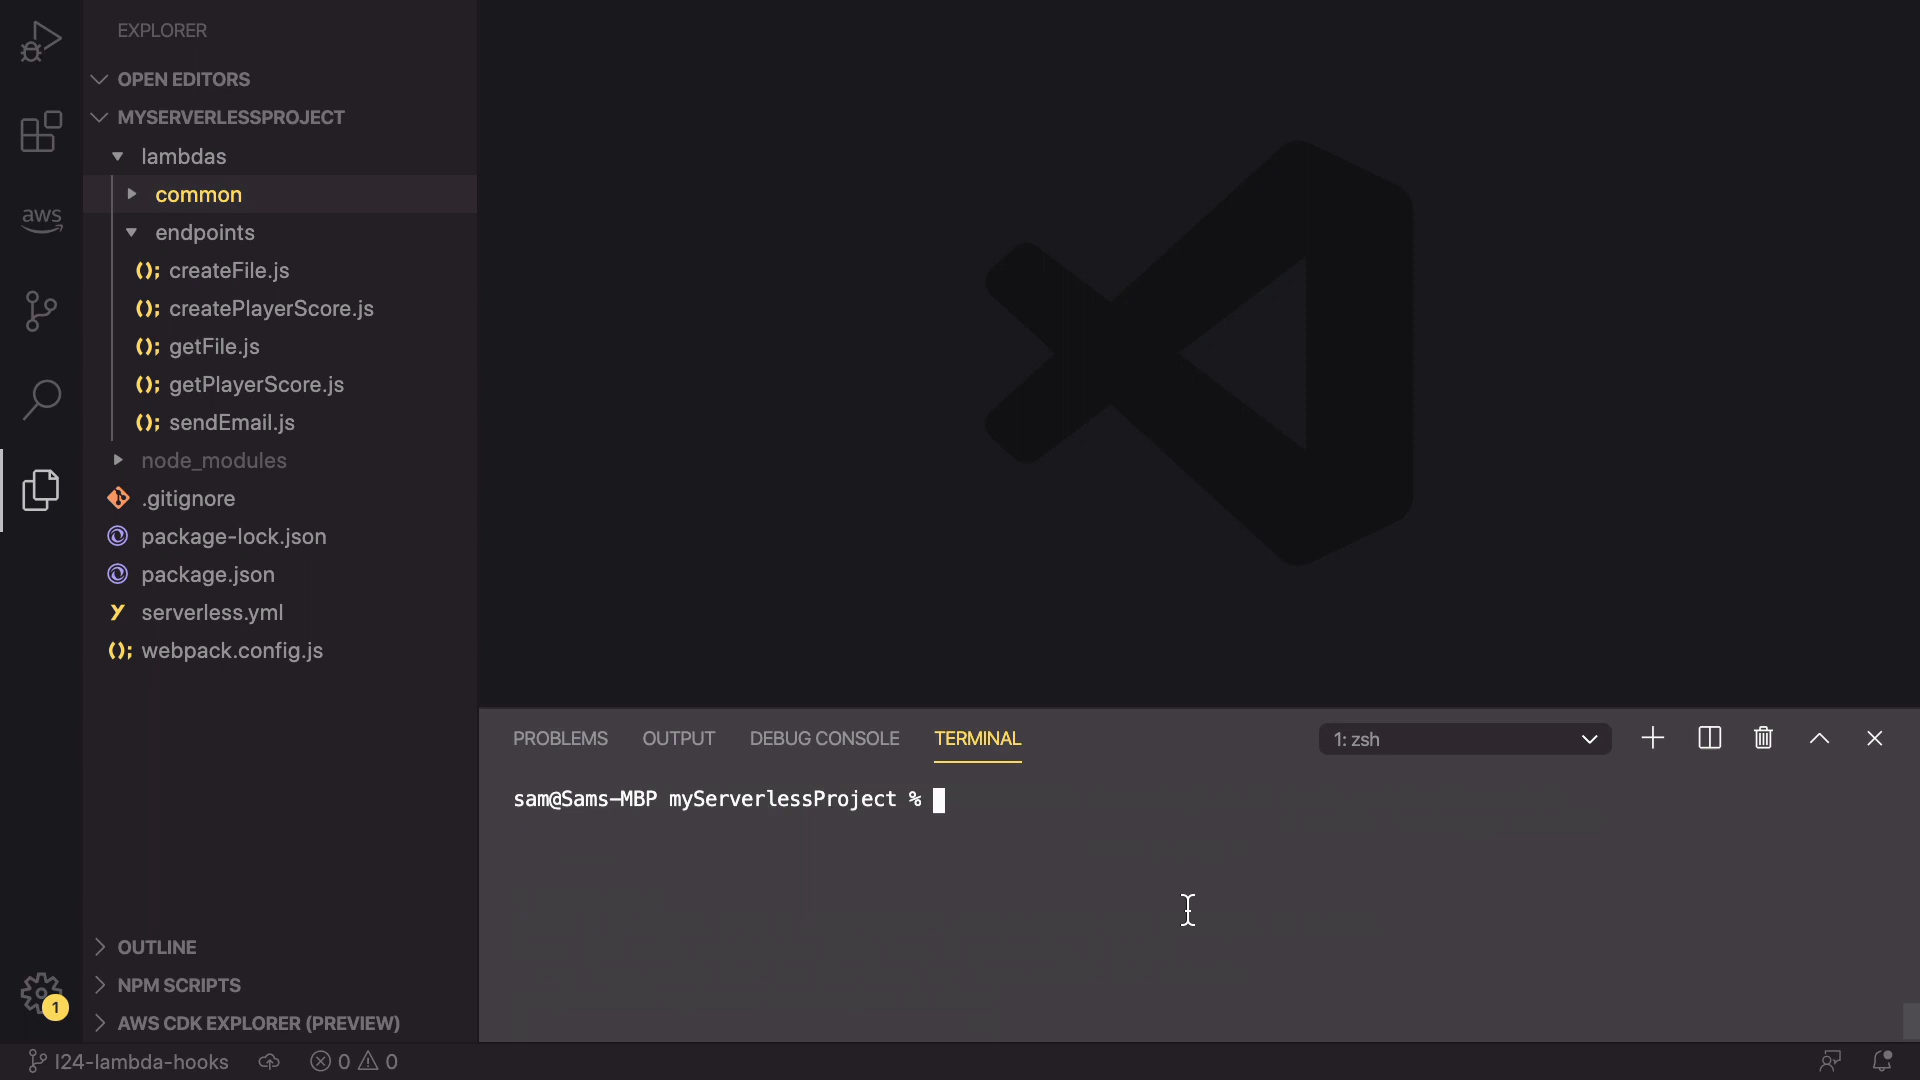 EXPLORER
OPEN EDITORS
MYSERVERLESSPROJECT
lambdas
common
endpoints
createFile.js
createPlayerScore.js
getFile.js
getPlayerScore.js
sendEmail.js
node_modules
.gitignore
package-lock.json
package.json
serverless.yml
webpack.config.js
OUTLINE
NPM SCRIPTS
AWS CDK EXPLORER (PREVIEW)
aws
1
PROBLEMS OUTPUT DEBUG CONSOLE TERMINAL 1: zsh
sam@Sams-MBP myServerlessProject %
l24-lambda-hooks 0 0